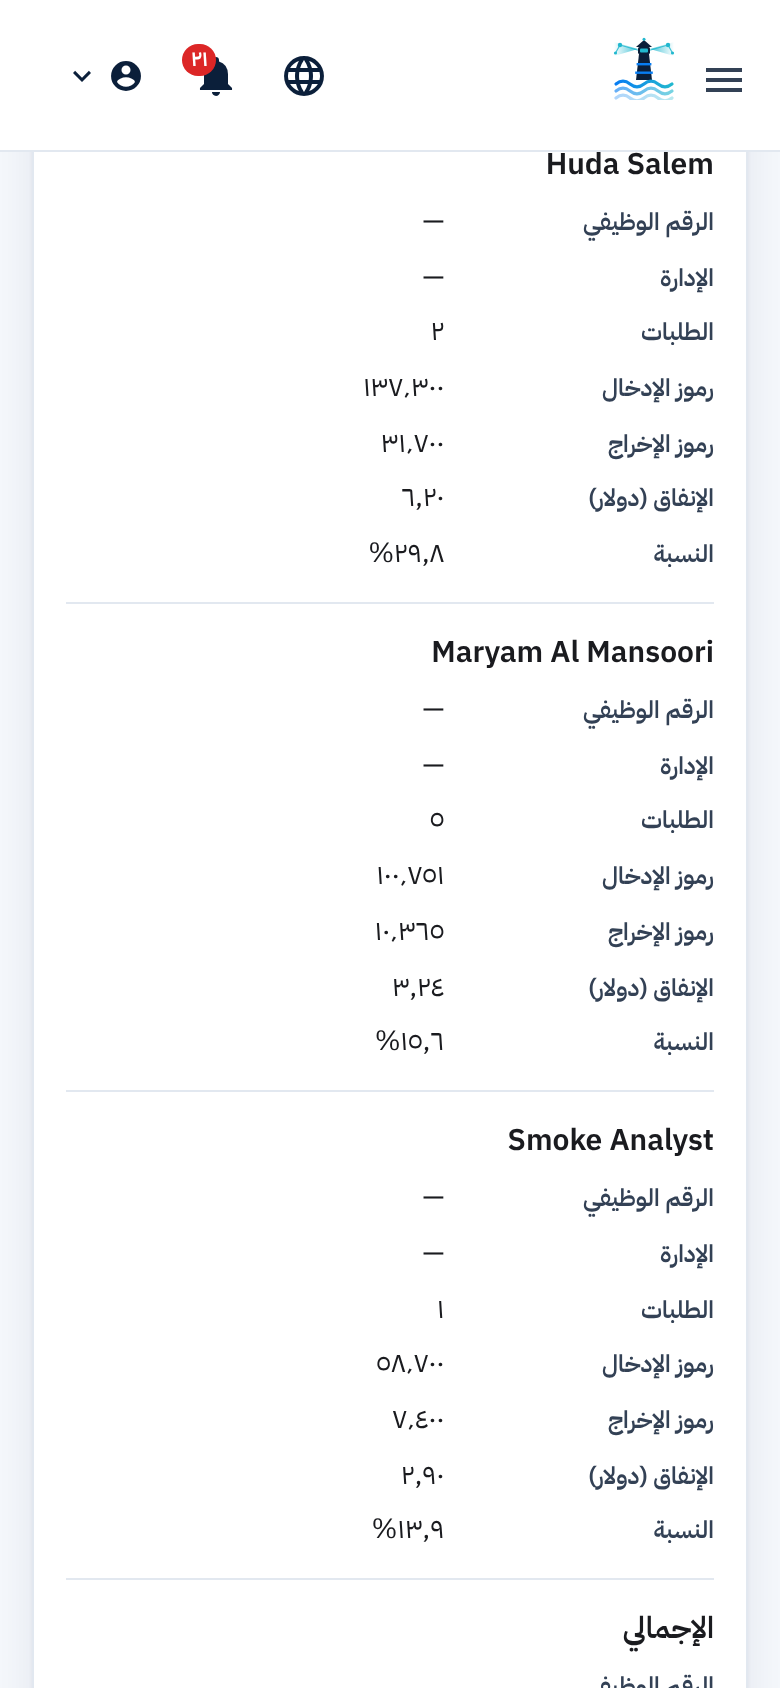 ٢١
Huda Salem
الرقم الوظيفي —
الإدارة —
الطلبات ٢
رموز الإدخال ١٣٧٬٣٠٠
رموز الإخراج ٣١٬٧٠٠
الإنفاق (دولار) ٦٫٢٠
النسبة ٢٩٫٨%
Maryam Al Mansoori
الرقم الوظيفي —
الإدارة —
الطلبات ٥
رموز الإدخال ١٠٠٬٧٥١
رموز الإخراج ١٠٬٣٦٥
الإنفاق (دولار) ٣٫٢٤
النسبة ١٥٫٦%
Smoke Analyst
الرقم الوظيفي —
الإدارة —
الطلبات ١
رموز الإدخال ٥٨٬٧٠٠
رموز الإخراج ٧٬٤٠٠
الإنفاق (دولار) ٢٫٩٠
النسبة ١٣٫٩%
الإجمالي
الرقم الوظيفي